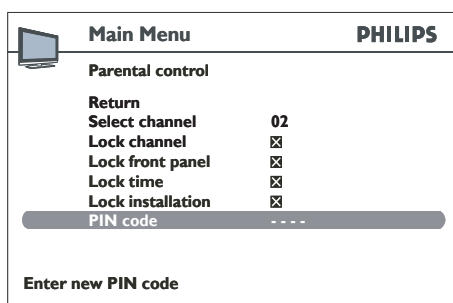 Main Menu PHILIPS
Parental control
Return
Select channel 02
Lock channel ☒
Lock front panel ☒
Lock time ☒
Lock installation ☒
PIN code - - - -
Enter new PIN code